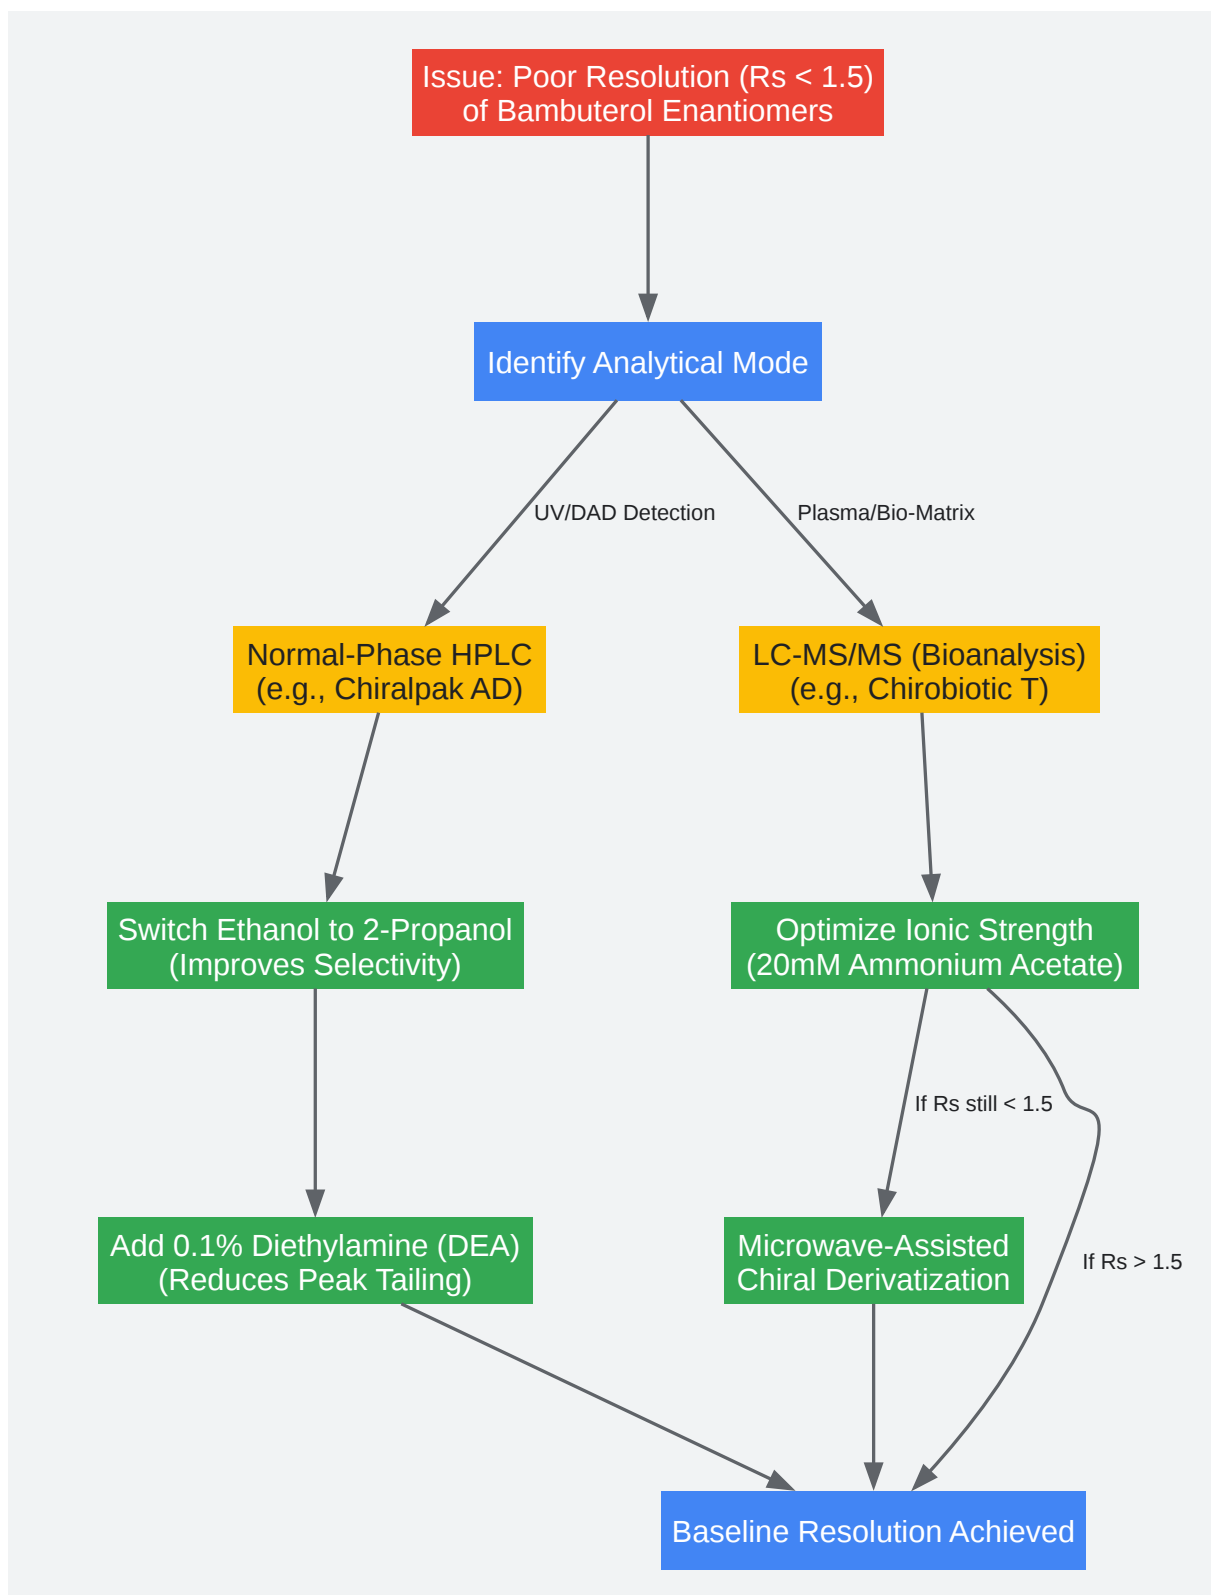 Issue: Poor Resolution (Rs < 1.5)
of Bambuterol Enantiomers
Identify Analytical Mode
UV/DAD Detection
Plasma/Bio-Matrix
Normal-Phase HPLC
(e.g., Chiralpak AD)
LC-MS/MS (Bioanalysis)
(e.g., Chirobiotic T)
Switch Ethanol to 2-Propanol
(Improves Selectivity)
Optimize Ionic Strength
(20mM Ammonium Acetate)
If Rs still < 1.5
Add 0.1% Diethylamine (DEA)
(Reduces Peak Tailing)
Microwave-Assisted
Chiral Derivatization
If Rs > 1.5
Baseline Resolution Achieved